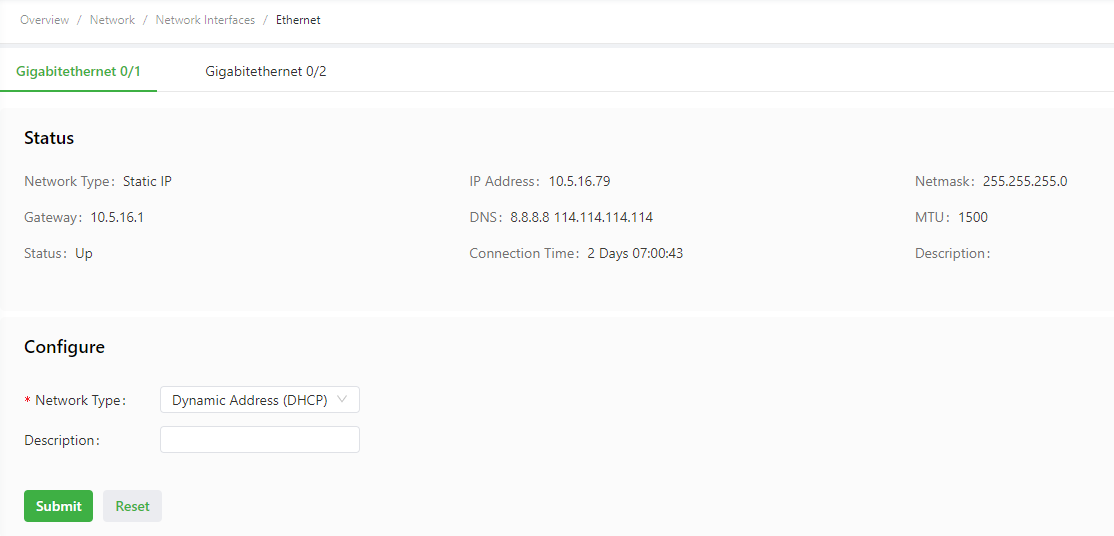 Overview / Network / Network Interfaces / Ethernet
Gigabitethernet 0/1 Gigabitethernet 0/2
Status
Network Type: Static IP IP Address: 10.5.16.79 Netmask: 255.255.255.0
Gateway: 10.5.16.1 DNS: 8.8.8.8 114.114.114.114 MTU: 1500
Status: Up Connection Time: 2 Days 07:00:43 Description:
Configure
* Network Type: Dynamic Address (DHCP)
Description:
Submit Reset